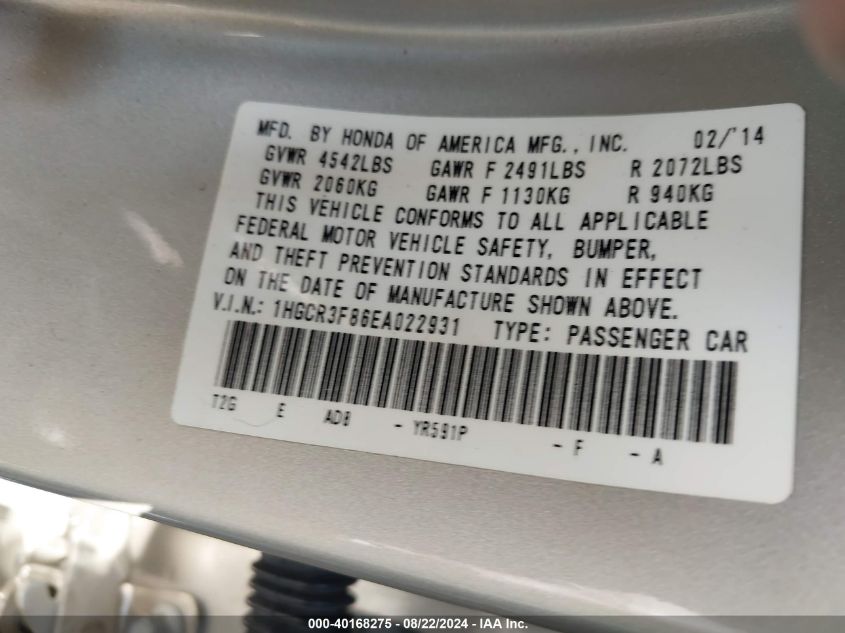 MFD. BY HONDA OF AMERICA MFG., INC. 02/'14
GVWR 4542LBS GAWR F 2491LBS R 2072LBS
GVWR 2060KG GAWR F 1130KG R 940KG
THIS VEHICLE CONFORMS TO ALL APPLICABLE
FEDERAL MOTOR VEHICLE SAFETY, BUMPER,
AND THEFT PREVENTION STANDARDS IN EFFECT
ON THE DATE OF MANUFACTURE SHOWN ABOVE.
V.I.N.: 1HGCR3F86EA022931 TYPE: PASSENGER CAR
T2G E AD8 - YR591P - F - A
000-40168275 - 08/22/2024 - IAA Inc.